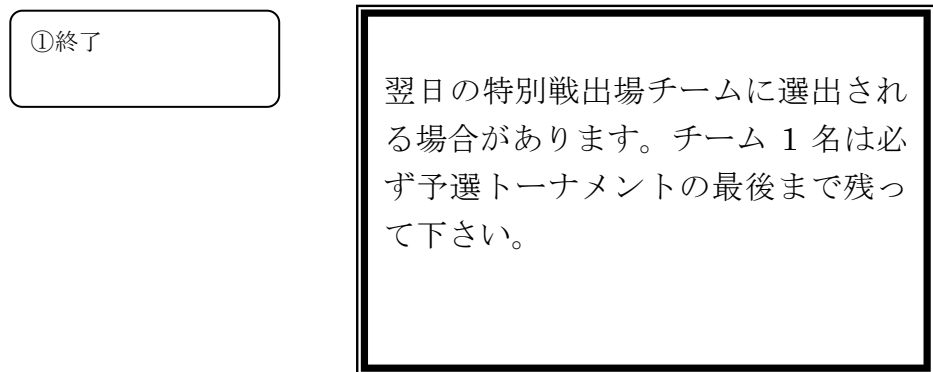 ①終了
翌日の特別戦出場チームに選出され
る場合があります。チーム 1 名は必
ず予選トーナメントの最後まで残っ
て下さい。